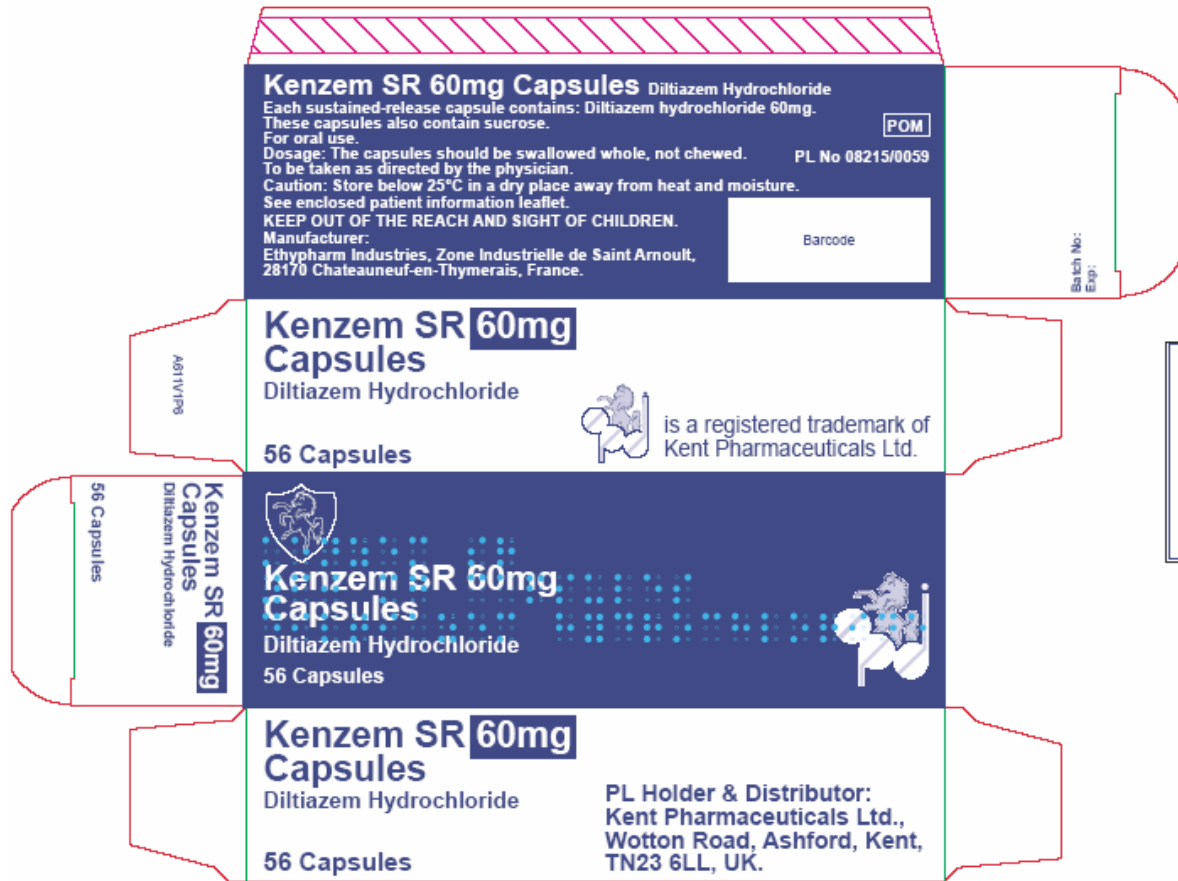 Kenzem SR 60mg Capsules Diltiazem Hydrochloride
Each sustained-release capsule contains: Diltiazem hydrochloride 60mg.
These capsules also contain sucrose.
POM
For oral use.
Dosage: The capsules should be swallowed whole, not chewed.
PL No 08215/0059
To be taken as directed by the physician.
Caution: Store below 25°C in a dry place away from heat and moisture.
See enclosed patient information leaflet.
KEEP OUT OF THE REACH AND SIGHT OF CHILDREN.
Manufacturer:
Ethypharm Industries, Zone Industrielle de Saint Arnoult,
28170 Chateauneuf-en-Thymerais, France.
Barcode
Batch No:
Exp:
A611V1P6
Kenzem SR 60mg
Capsules
Diltiazem Hydrochloride
56 Capsules
is a registered trademark of
Kent Pharmaceuticals Ltd.
Kenzem SR 60mg
Capsules
Diltiazem Hydrochloride
56 Capsules
Kenzem SR 60mg
Capsules
Diltiazem Hydrochloride
56 Capsules
Kenzem SR 60mg
Capsules
Diltiazem Hydrochloride
56 Capsules
PL Holder & Distributor:
Kent Pharmaceuticals Ltd.,
Wotton Road, Ashford, Kent,
TN23 6LL, UK.